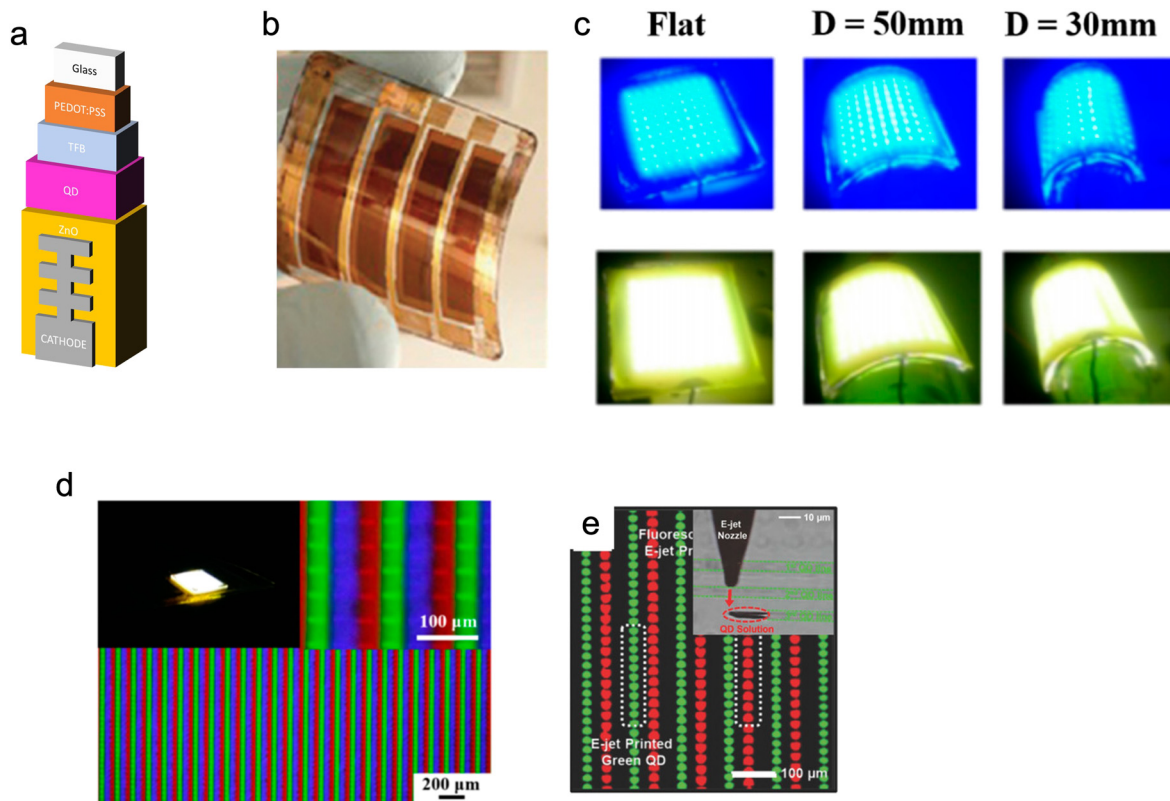 a
Glass
PEDOT:PSS
TFB
QD
ZnO
CATHODE
b
c
Flat
D = 50mm
D = 30mm
d
100 µm
200 µm
e
Fluoresc
E-jet Pri
E-jet
Nozzle
10 µm
QD Solution
E-jet Printed
Green QD
100 µm